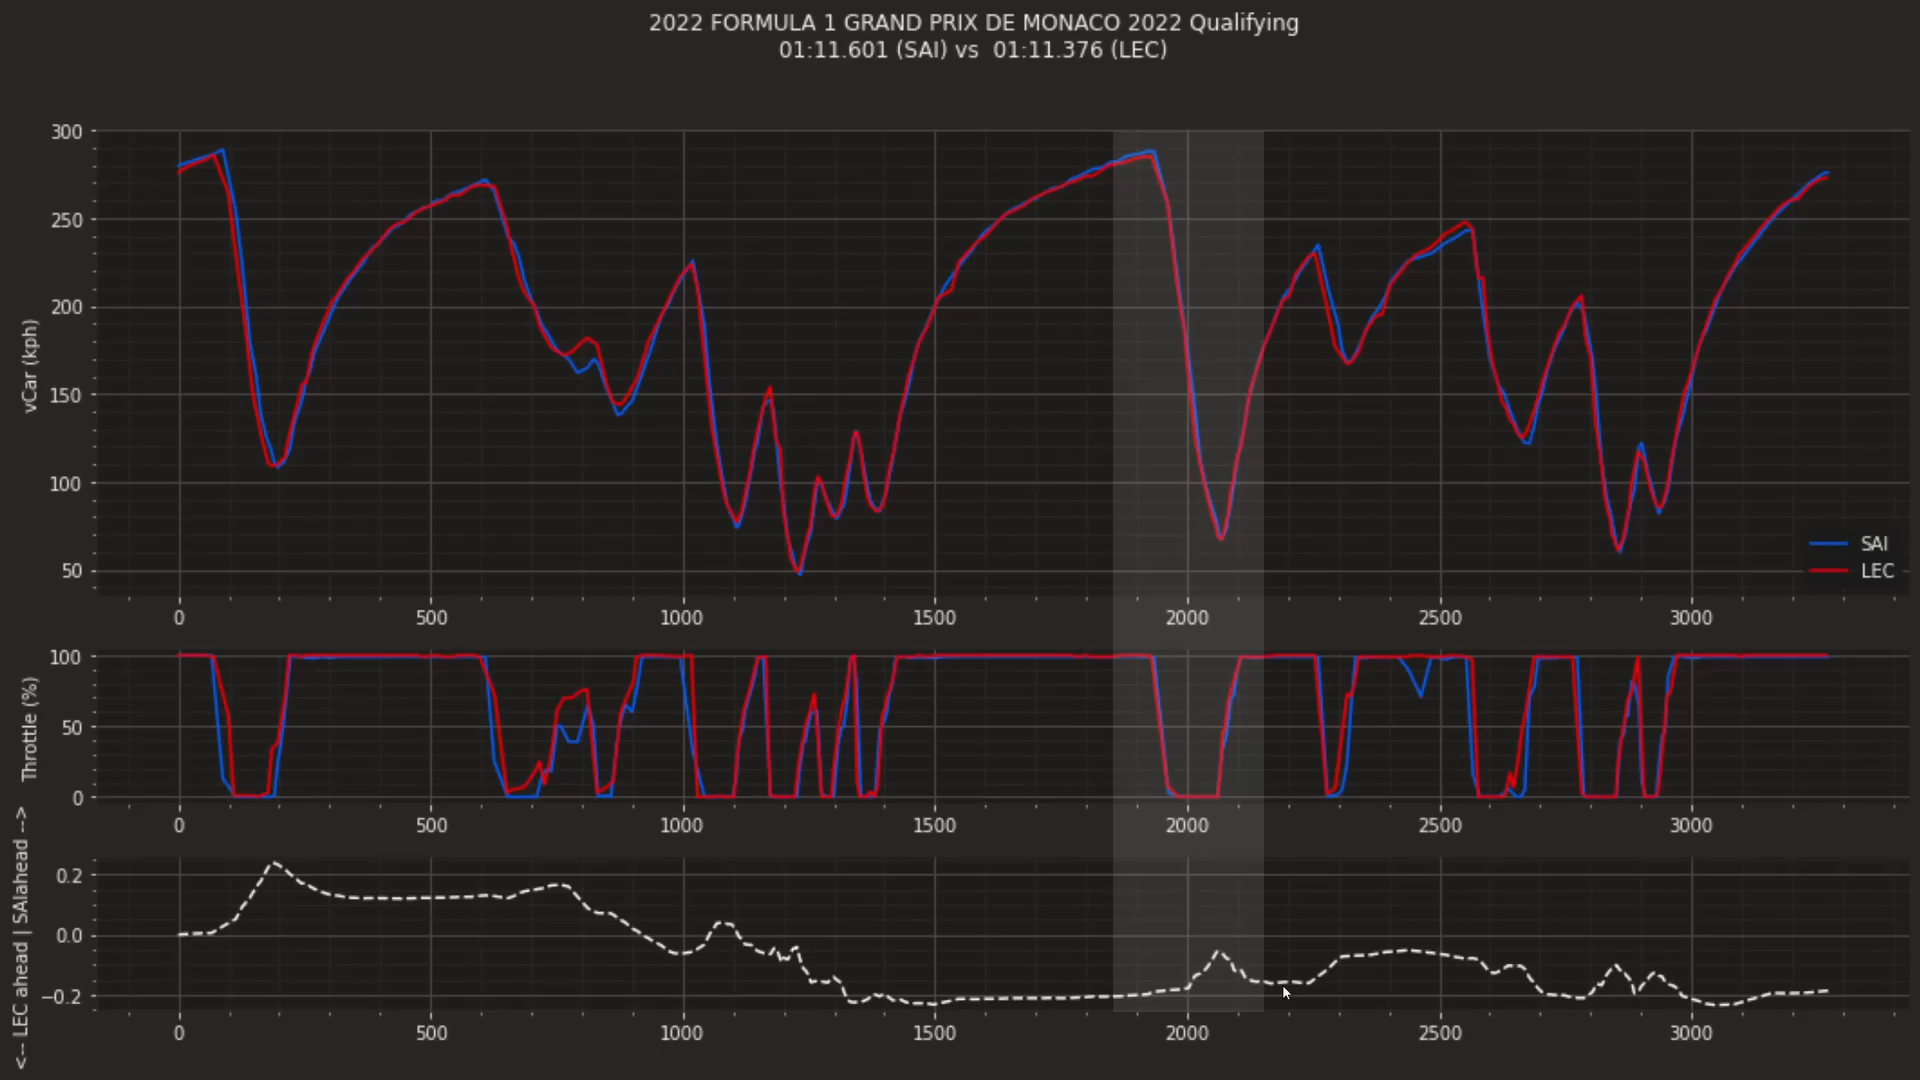 2022 FORMULA 1 GRAND PRIX DE MONACO 2022 Qualifying
01:11.601 (SAI) vs 01:11.376 (LEC)
vCar (kph)
300
250
200
150
100
50
SAI
LEC
0 500 1000 1500 2000 2500 3000
Throttle (%)
100
50
0
0 500 1000 1500 2000 2500 3000
<-- LEC ahead | SAIahead -->
0.2
0.0
−0.2
0 500 1000 1500 2000 2500 3000